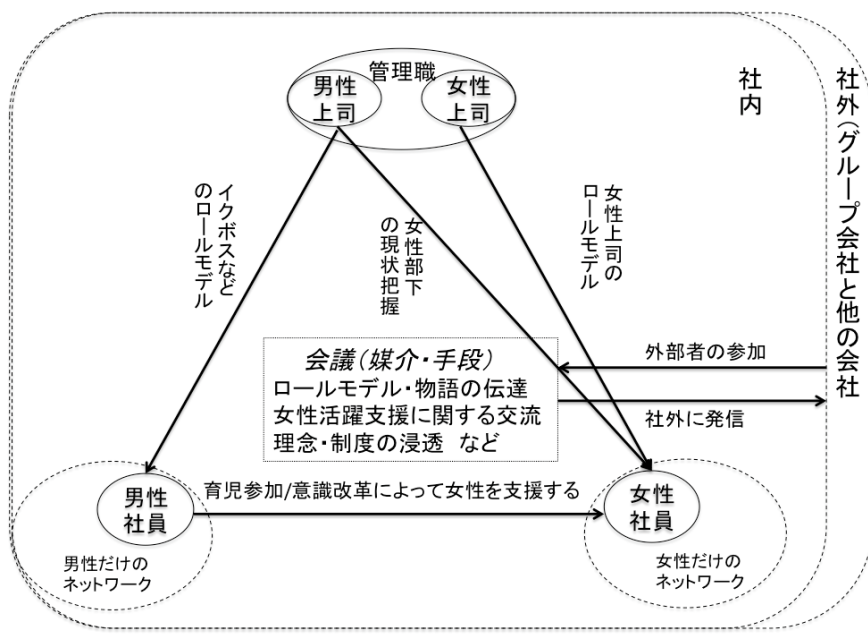 管理職
男性
上司
女性
上司
社内
社外(グループ会社と他の会社
イクボスなど
のロールモデル
女性部下
の現状把握
女性上司の
ロールモデル
会議(媒介・手段)
ロールモデル・物語の伝達
女性活躍支援に関する交流
理念・制度の浸透 など
外部者の参加
社外に発信
男性
社員
育児参加/意識改革によって女性を支援する
女性
社員
男性だけの
ネットワーク
女性だけの
ネットワーク